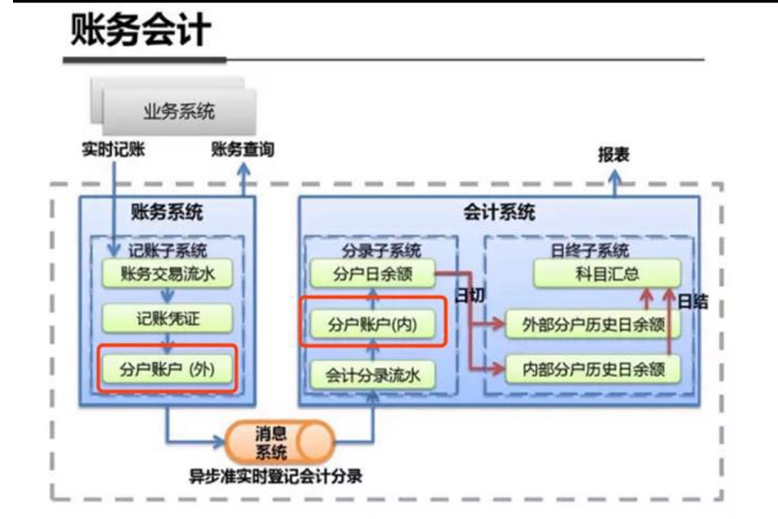 账务会计
业务系统
实时记账
账务查询
报表
账务系统
会计系统
记账子系统
账务交易流水
记账凭证
分户账户 (外)
分录子系统
分户日余额
分户账户(内)
会计分录流水
日切
日终子系统
科目汇总
日结
外部分户历史日余额
内部分户历史日余额
消息
系统
异步准实时登记会计分录